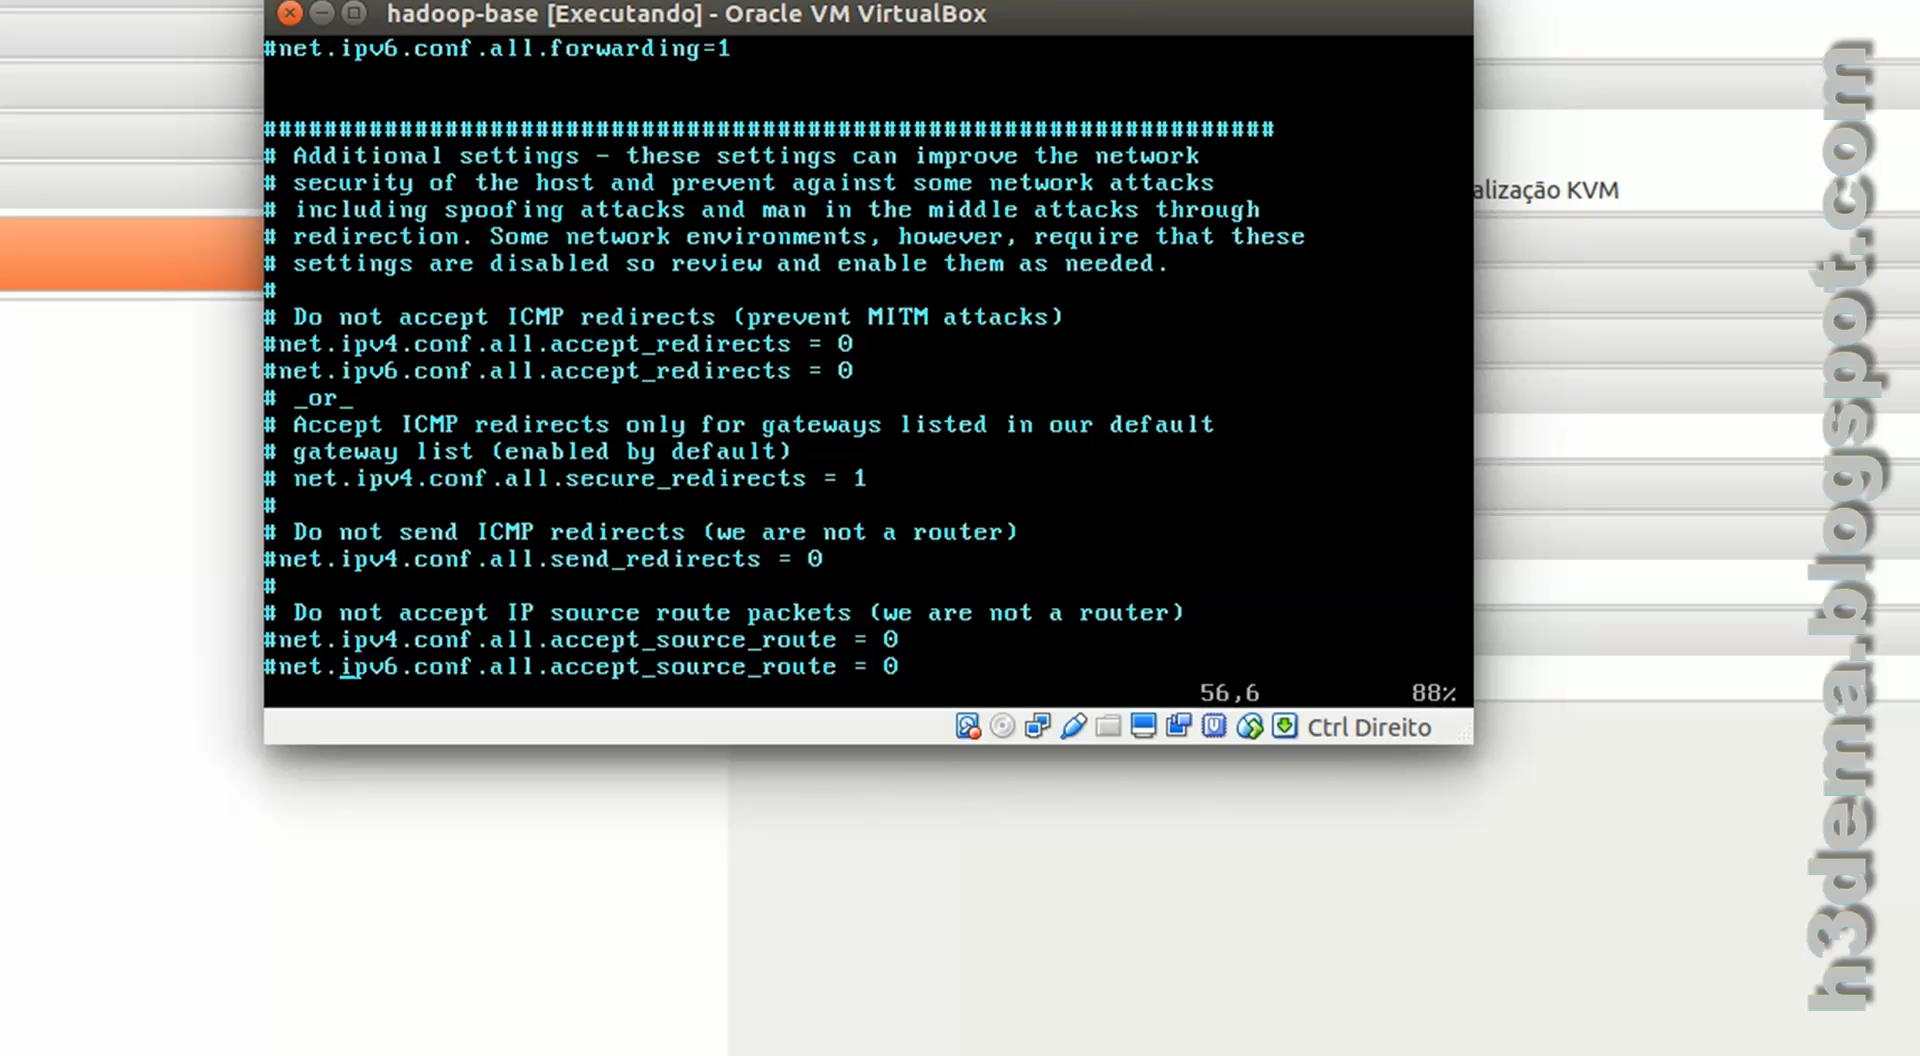 hadoop-base [Executando] - Oracle VM VirtualBox
#net.ipv6.conf.all.forwarding=1
###################################################################
# Additional settings - these settings can improve the network
# security of the host and prevent against some network attacks
# including spoofing attacks and man in the middle attacks through
# redirection. Some network environments, however, require that these
# settings are disabled so review and enable them as needed.
#
# Do not accept ICMP redirects (prevent MITM attacks)
#net.ipv4.conf.all.accept_redirects = 0
#net.ipv6.conf.all.accept_redirects = 0
# _or_
# Accept ICMP redirects only for gateways listed in our default
# gateway list (enabled by default)
# net.ipv4.conf.all.secure_redirects = 1
#
# Do not send ICMP redirects (we are not a router)
#net.ipv4.conf.all.send_redirects = 0
#
# Do not accept IP source route packets (we are not a router)
#net.ipv4.conf.all.accept_source_route = 0
#net.ipv6.conf.all.accept_source_route = 0
56,6 88%
Ctrl Direito
alização KVM
h3dema.blogspot.com